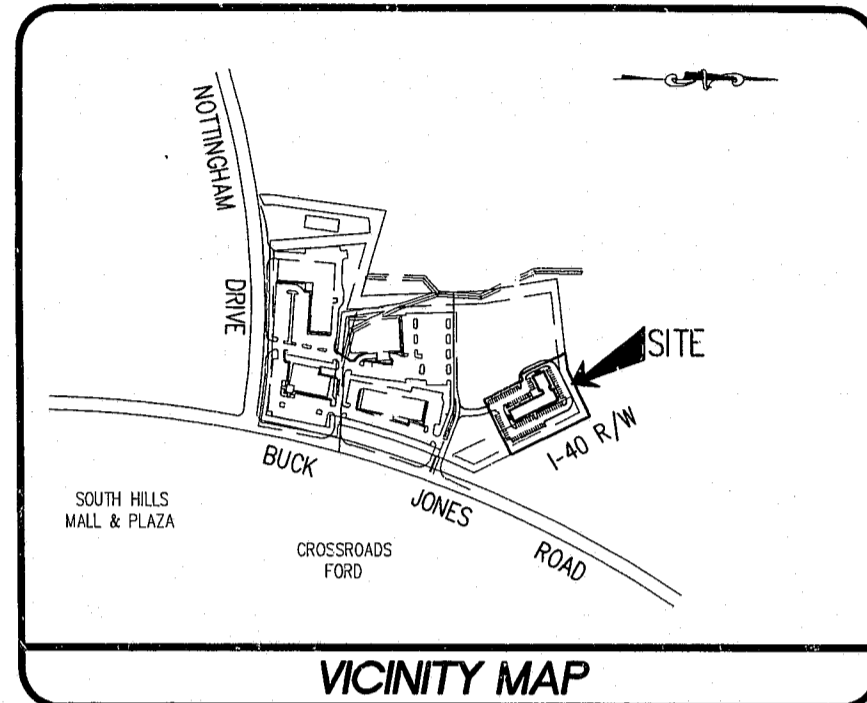 NOTTINGHAM
DRIVE
SITE
I-40 R/W
BUCK
JONES
ROAD
SOUTH HILLS
MALL & PLAZA
CROSSROADS
FORD
VICINITY MAP